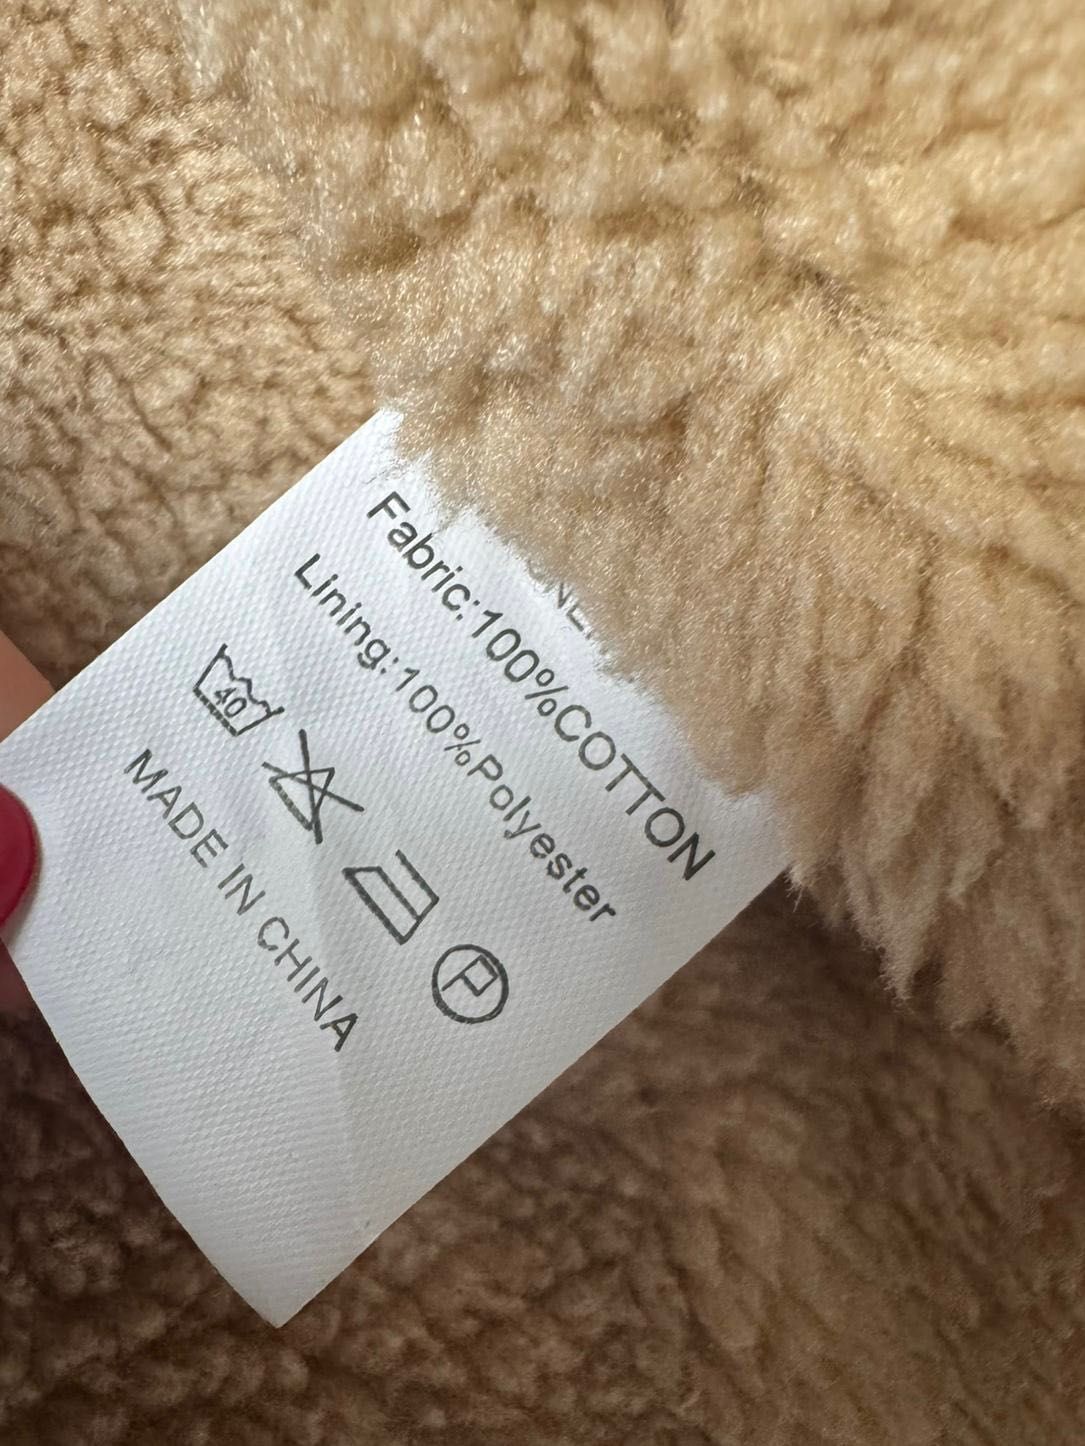 Fabric:100%COTTON
Lining:100%Polyester
40
P
MADE IN CHINA